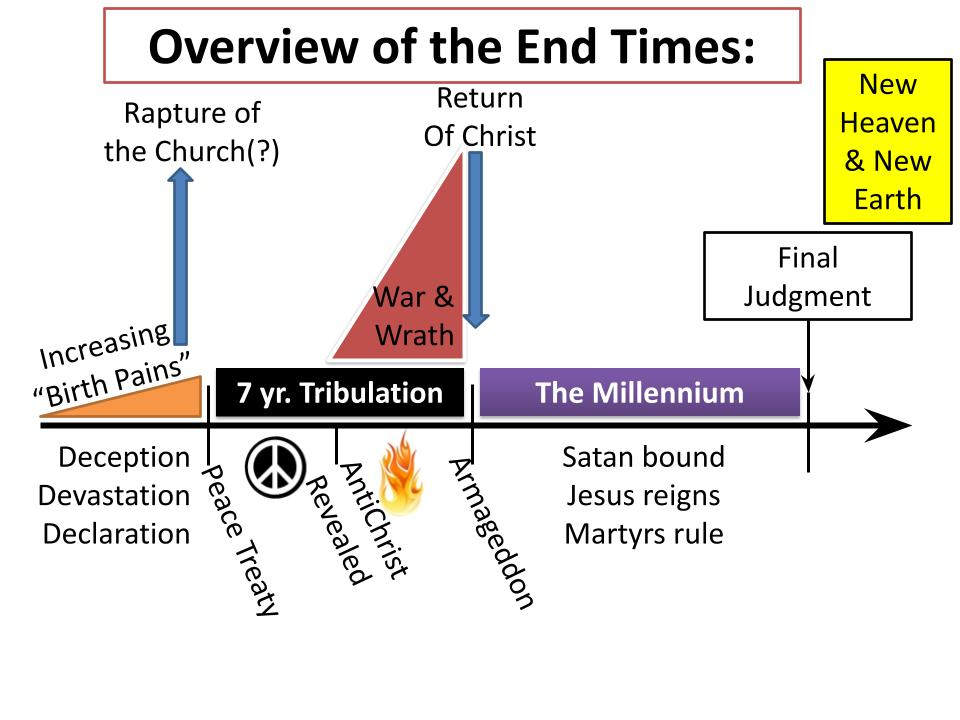 Overview of the End Times:
Rapture of
the Church(?)
Return
Of Christ
New
Heaven
& New
Earth
Final
Judgment
War &
Wrath
Increasing
“Birth Pains”
7 yr. Tribulation
The Millennium
Deception
Devastation
Declaration
Peace Treaty
AntiChrist
Revealed
Armageddon
Satan bound
Jesus reigns
Martyrs rule